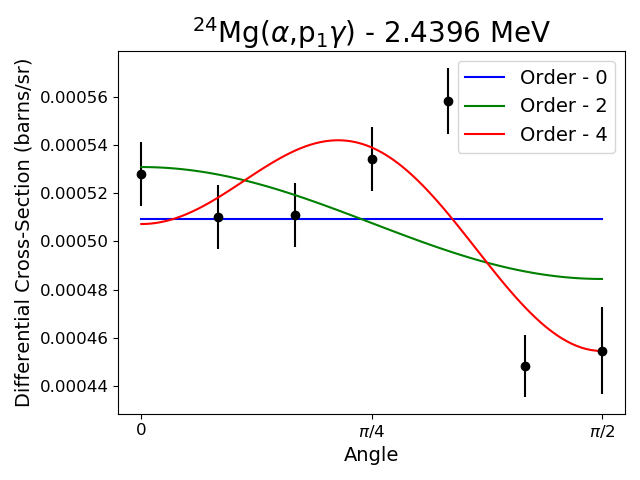 ²⁴Mg(α,p₁γ) - 2.4396 MeV
Differential Cross-Section (barns/sr)
0.00056
0.00054
0.00052
0.00050
0.00048
0.00046
0.00044
Order - 0
Order - 2
Order - 4
0
π/4
π/2
Angle